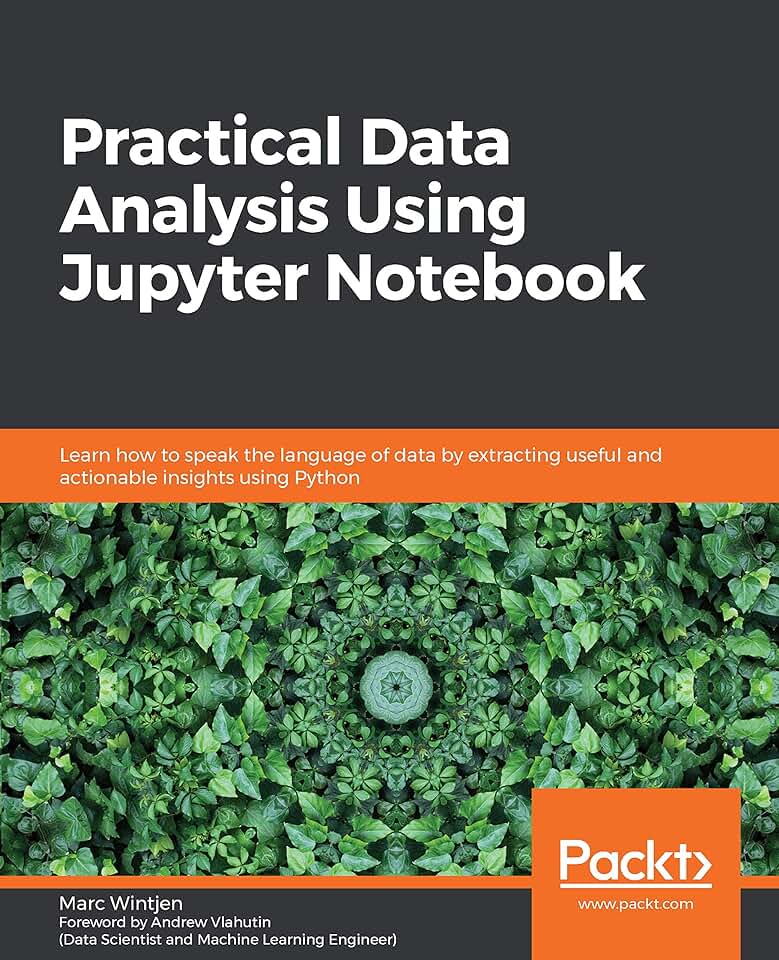 Practical Data
Analysis Using
Jupyter Notebook
Learn how to speak the language of data by extracting useful and
actionable insights using Python
Packt>
www.packt.com
Marc Wintjen
Foreword by Andrew Vlahutin
(Data Scientist and Machine Learning Engineer)